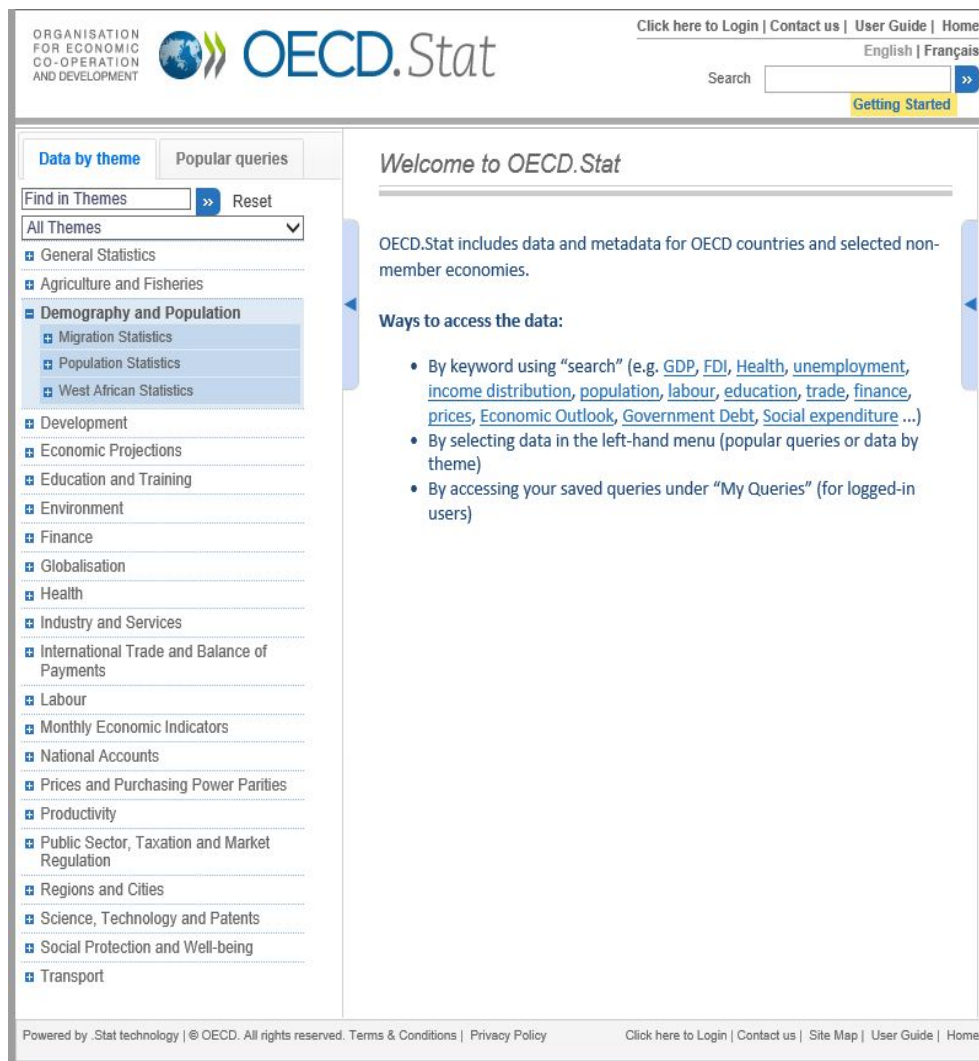 ORGANISATION
FOR ECONOMIC
CO-OPERATION
AND DEVELOPMENT
OECD.Stat
Click here to Login | Contact us | User Guide | Home
English | Français
Search
Getting Started
Data by theme
Popular queries
Find in Themes
Reset
All Themes
General Statistics
Agriculture and Fisheries
Demography and Population
Migration Statistics
Population Statistics
West African Statistics
Development
Economic Projections
Education and Training
Environment
Finance
Globalisation
Health
Industry and Services
International Trade and Balance of
Payments
Labour
Monthly Economic Indicators
National Accounts
Prices and Purchasing Power Parities
Productivity
Public Sector, Taxation and Market
Regulation
Regions and Cities
Science, Technology and Patents
Social Protection and Well-being
Transport
Welcome to OECD.Stat
OECD.Stat includes data and metadata for OECD countries and selected non-
member economies.
Ways to access the data:
• By keyword using “search” (e.g. GDP, FDI, Health, unemployment,
income distribution, population, labour, education, trade, finance,
prices, Economic Outlook, Government Debt, Social expenditure ...)
• By selecting data in the left-hand menu (popular queries or data by
theme)
• By accessing your saved queries under “My Queries” (for logged-in
users)
Powered by .Stat technology | © OECD. All rights reserved. Terms & Conditions | Privacy Policy
Click here to Login | Contact us | Site Map | User Guide | Home